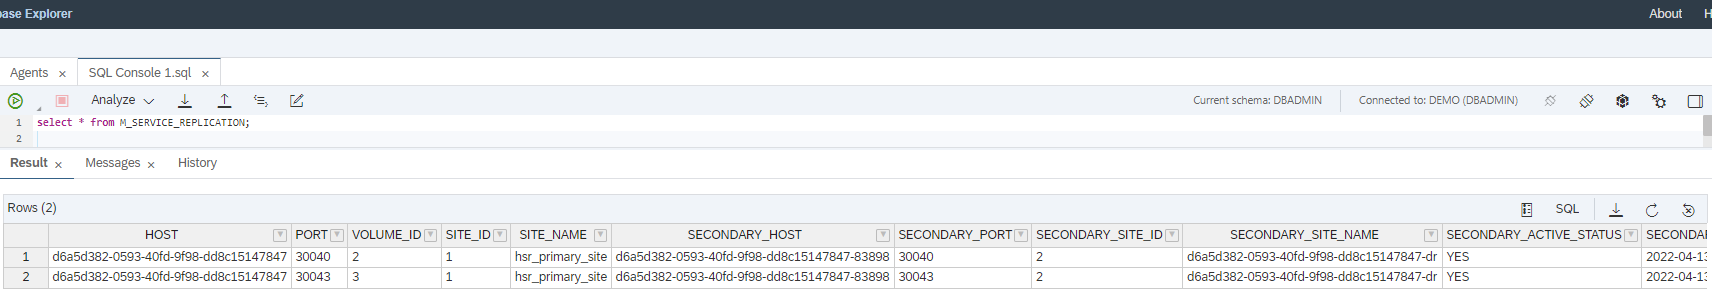 base Explorer About H
Agents × SQL Console 1.sql ×
Analyze Current schema: DBADMIN Connected to: DEMO (DBADMIN)
1 select * from M_SERVICE_REPLICATION;
2
Result × Messages × History
Rows (2) SQL
HOST PORT VOLUME_ID SITE_ID SITE_NAME SECONDARY_HOST SECONDARY_PORT SECONDARY_SITE_ID SECONDARY_SITE_NAME SECONDARY_ACTIVE_STATUS SECONDAR
1 d6a5d382-0593-40fd-9f98-dd8c15147847 30040 2 1 hsr_primary_site d6a5d382-0593-40fd-9f98-dd8c15147847-83898 30040 2 d6a5d382-0593-40fd-9f98-dd8c15147847-dr YES 2022-04-13
2 d6a5d382-0593-40fd-9f98-dd8c15147847 30043 3 1 hsr_primary_site d6a5d382-0593-40fd-9f98-dd8c15147847-83898 30043 2 d6a5d382-0593-40fd-9f98-dd8c15147847-dr YES 2022-04-13